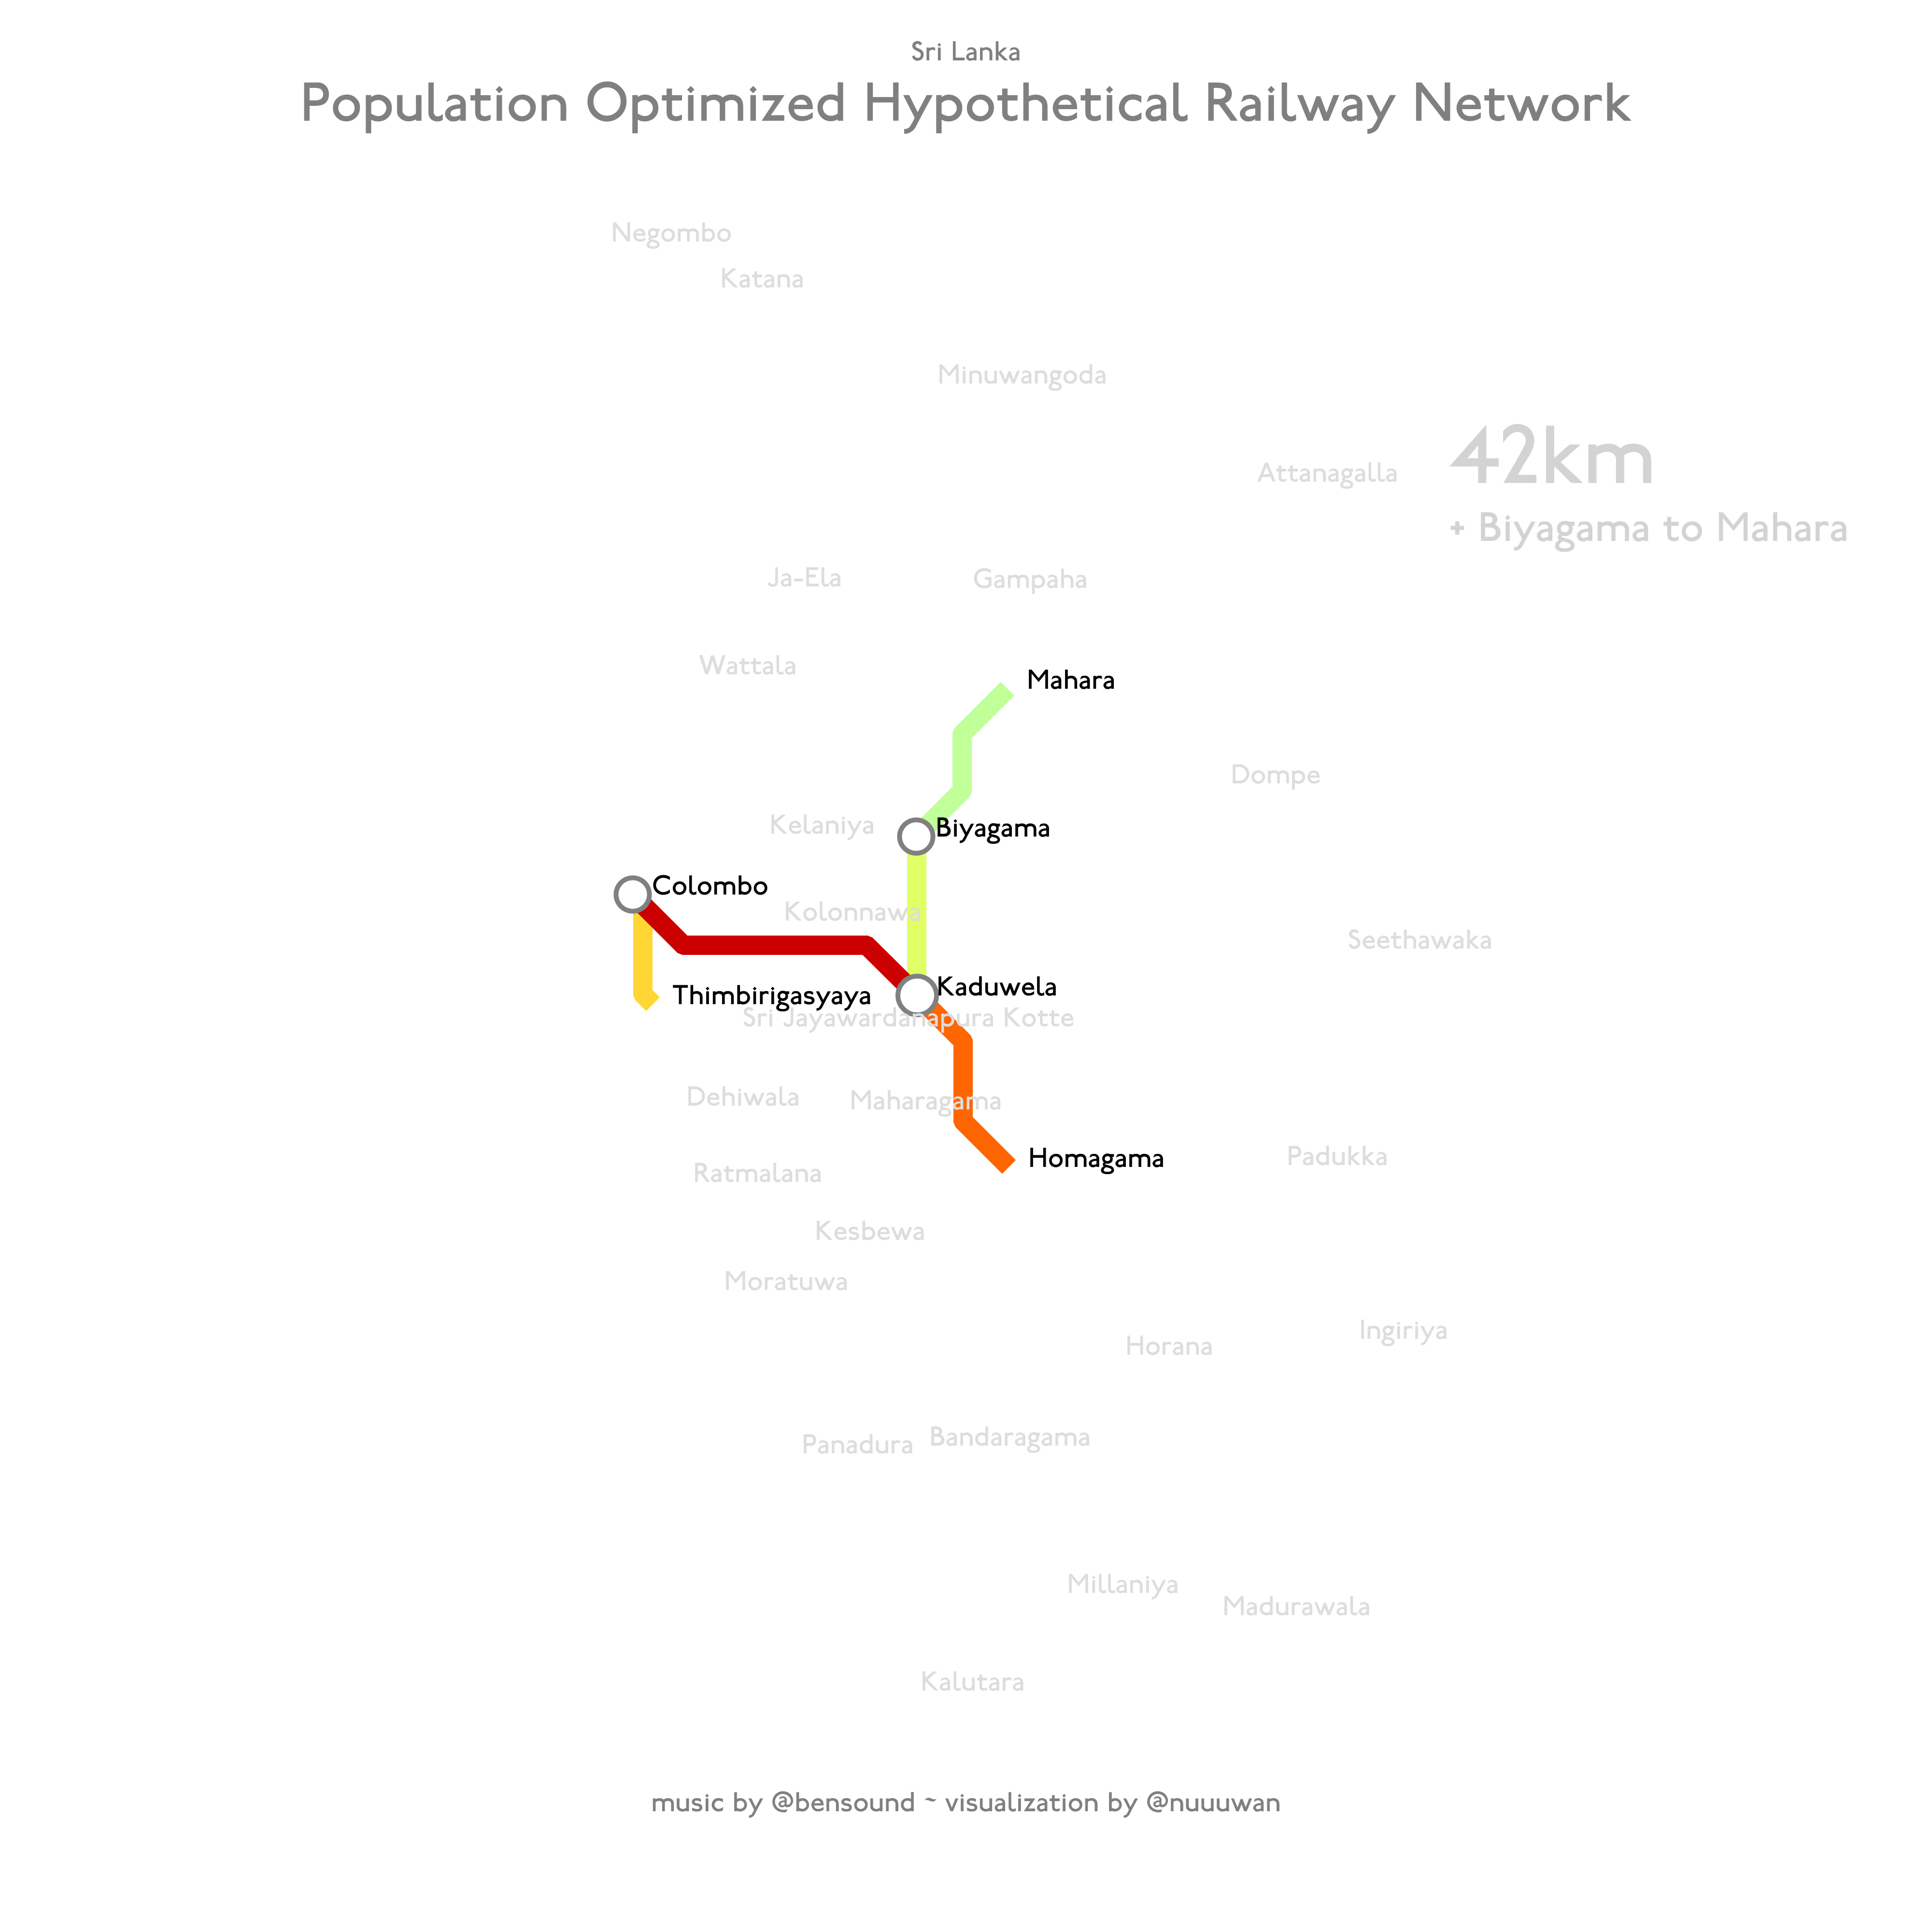 Sri Lanka
Population Optimized Hypothetical Railway Network
Negombo
Katana
Minuwangoda
Attanagalla
42km
+ Biyagama to Mahara
Ja-Ela
Gampaha
Wattala
Mahara
Dompe
Kelaniya
Biyagama
Colombo
Kolonnawa
Seethawaka
Kaduwela
Thimbirigasyaya
Sri Jayawardanapura Kotte
Dehiwala
Maharagama
Homagama
Padukka
Ratmalana
Kesbewa
Moratuwa
Ingiriya
Horana
Panadura
Bandaragama
Millaniya
Madurawala
Kalutara
music by @bensound ~ visualization by @nuuuwan